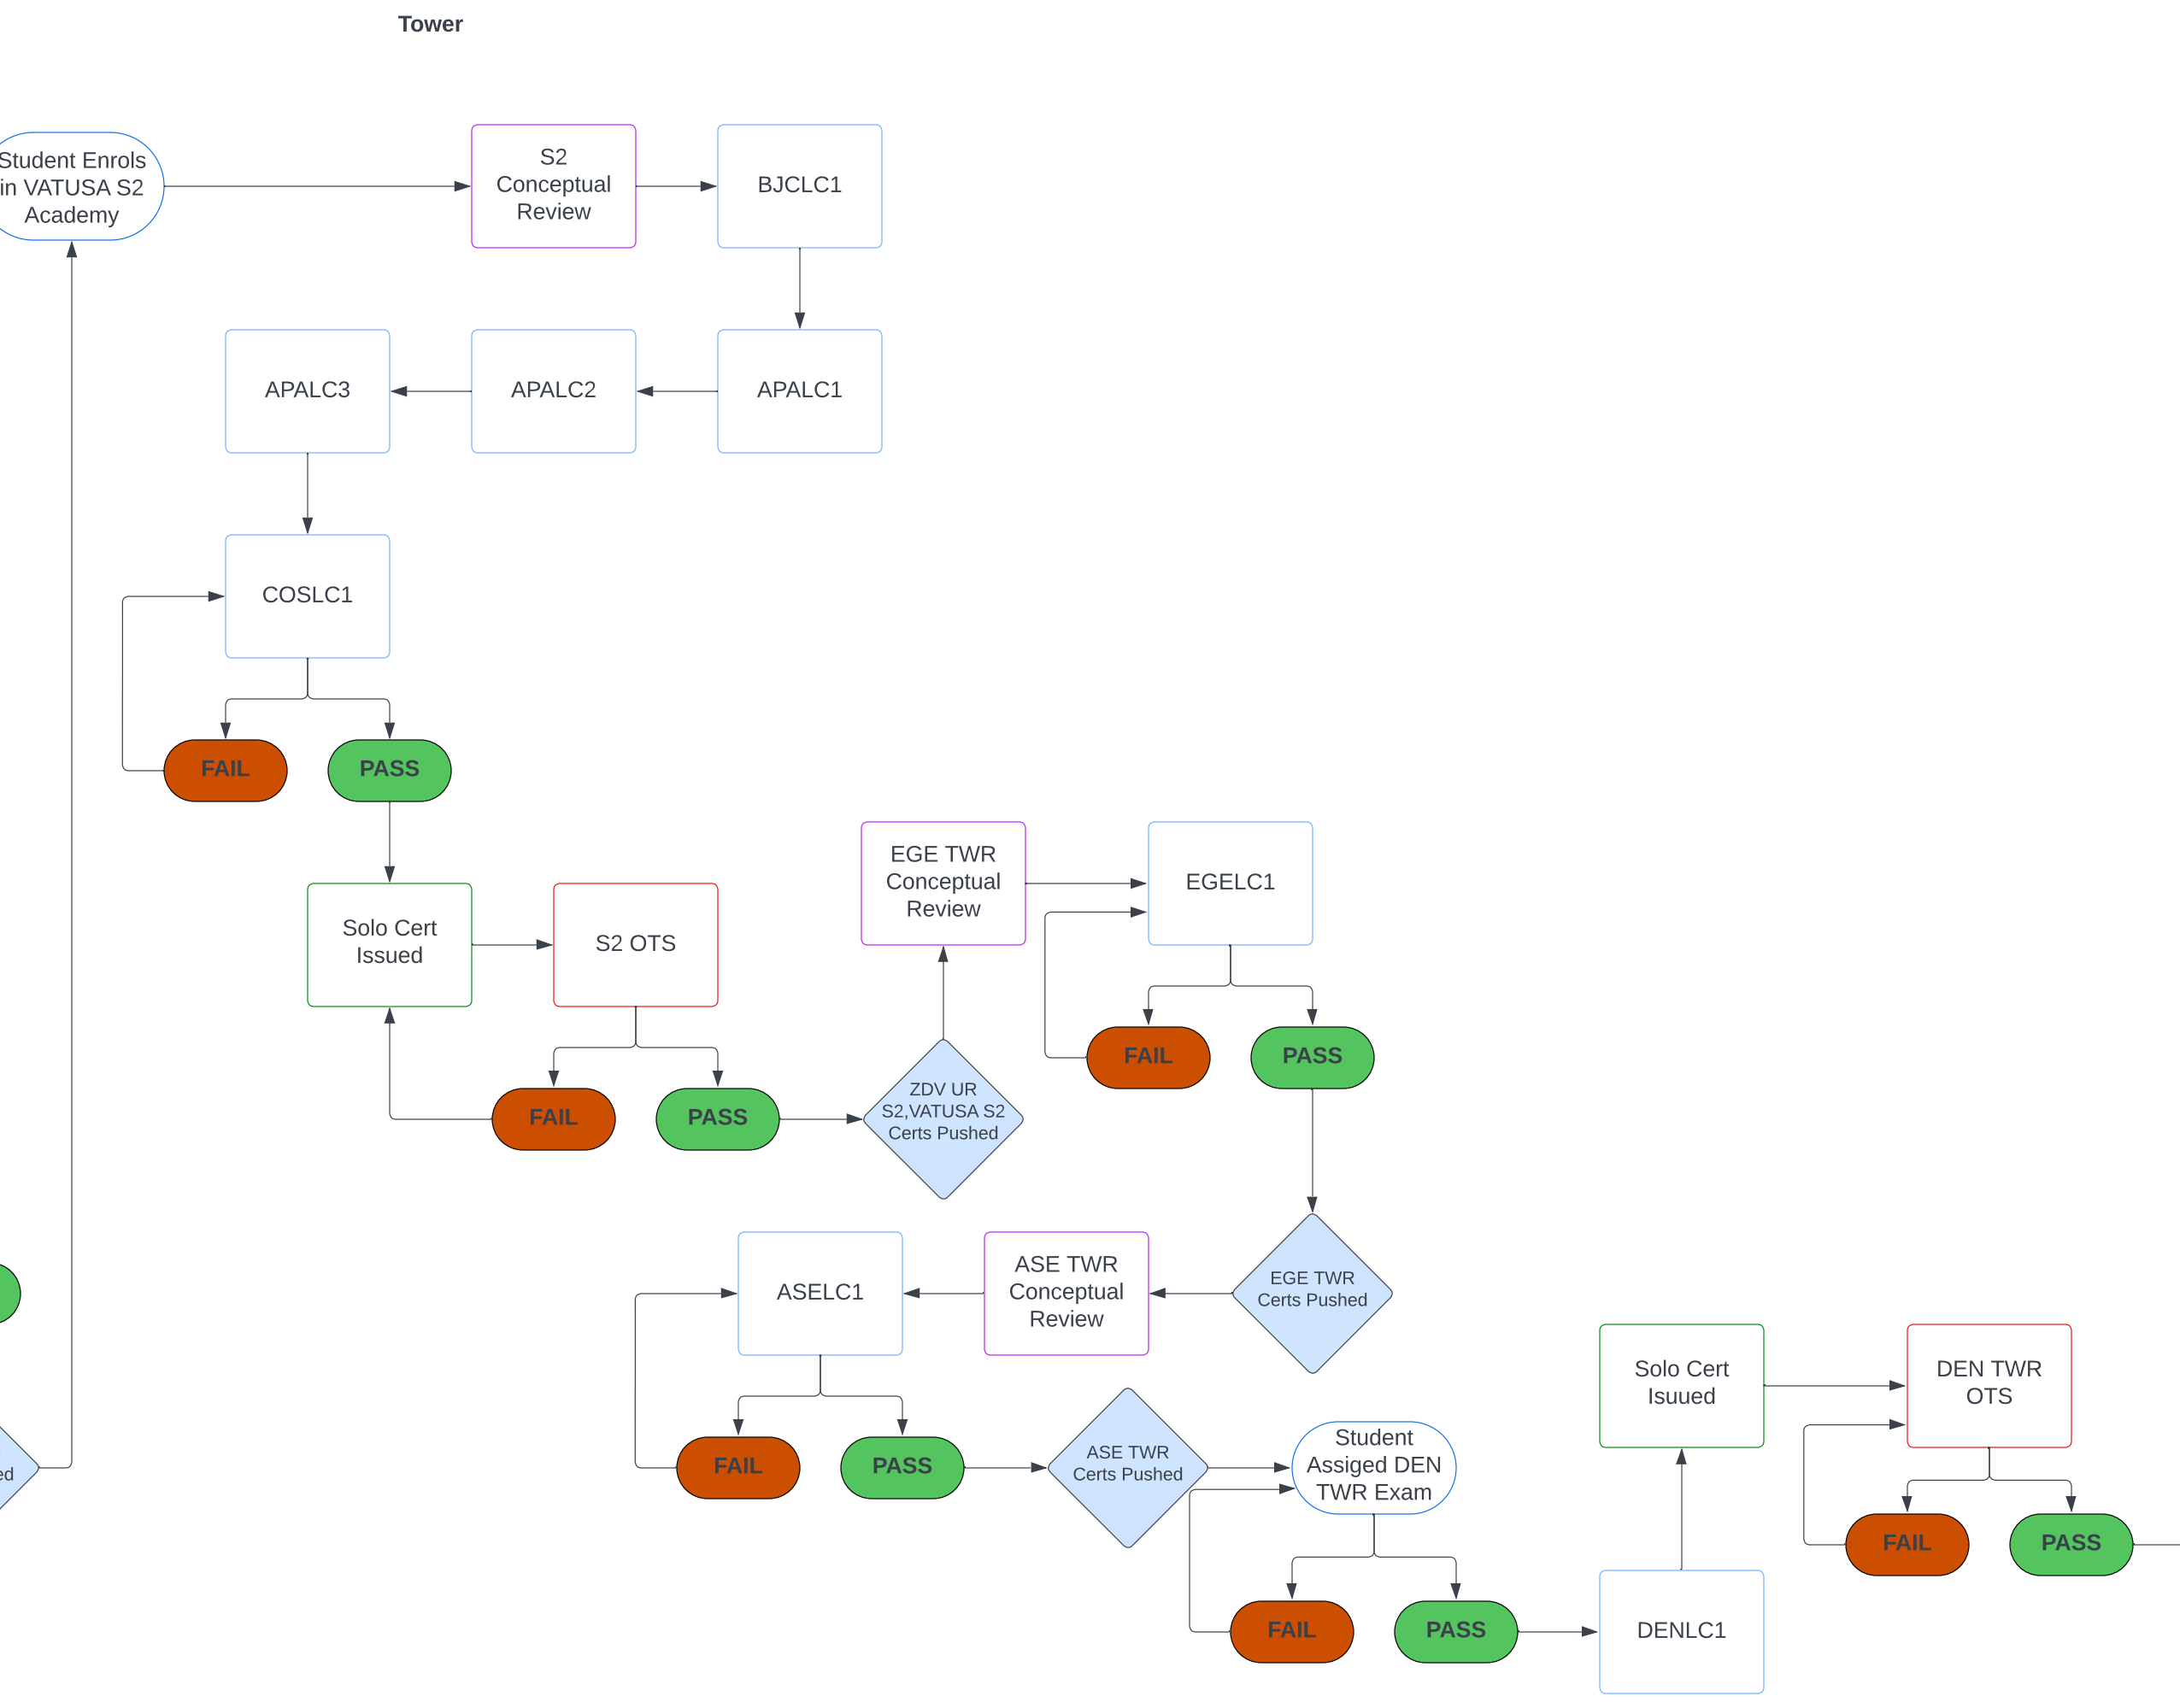 Tower
Student Enrols
in VATUSA S2
Academy
S2
Conceptual
Review
BJCLC1
APALC3
APALC2
APALC1
COSLC1
FAIL
PASS
Solo Cert
Issued
S2 OTS
FAIL
PASS
ZDV UR
S2,VATUSA S2
Certs Pushed
EGE TWR
Conceptual
Review
EGELC1
FAIL
PASS
EGE TWR
Certs Pushed
ASE TWR
Conceptual
Review
ASELC1
FAIL
PASS
ASE TWR
Certs Pushed
Student
Assiged DEN
TWR Exam
FAIL
PASS
DENLC1
Solo Cert
Isuued
DEN TWR
OTS
FAIL
PASS